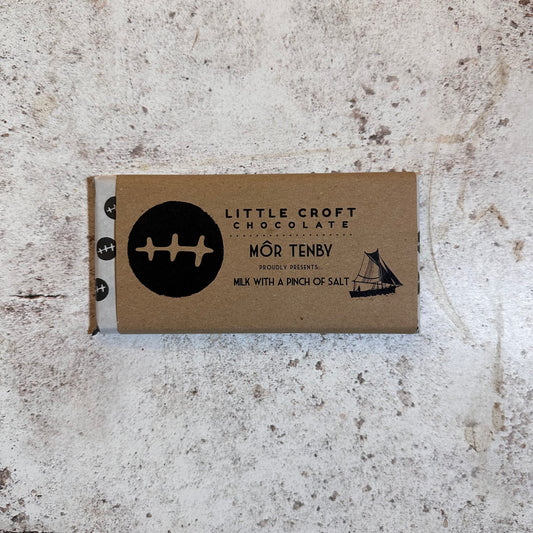 LITTLE CROFT
CHOCOLATE
MÔR TENBY
PROUDLY PRESENTS...
MILK WITH A PINCH OF SALT